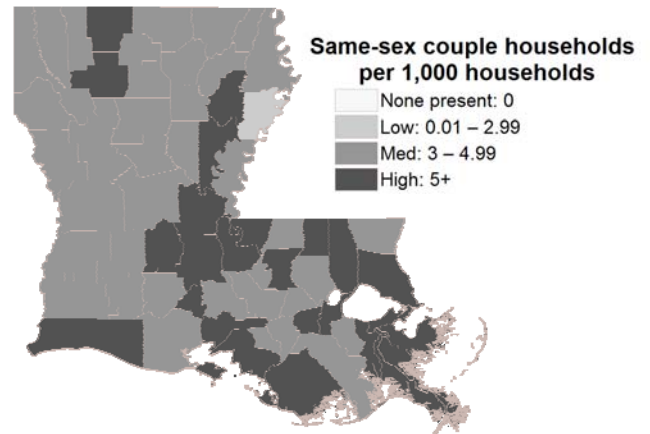 Same-sex couple households
per 1,000 households
None present: 0
Low: 0.01 – 2.99
Med: 3 – 4.99
High: 5+